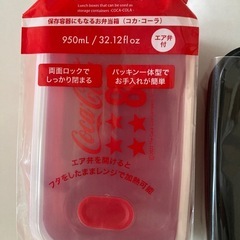 Lunch boxes that can be used as
storage containers COCA-COLA
保存容器にもなるお弁当箱（コカ・コーラ）
950mL / 32.12fl oz
エア弁
付
両面ロックで
しっかり閉まる
パッキン一体型で
お手入れが簡単
Coca-Cola
エア弁を開けると
フタをしたままレンジで加熱可能